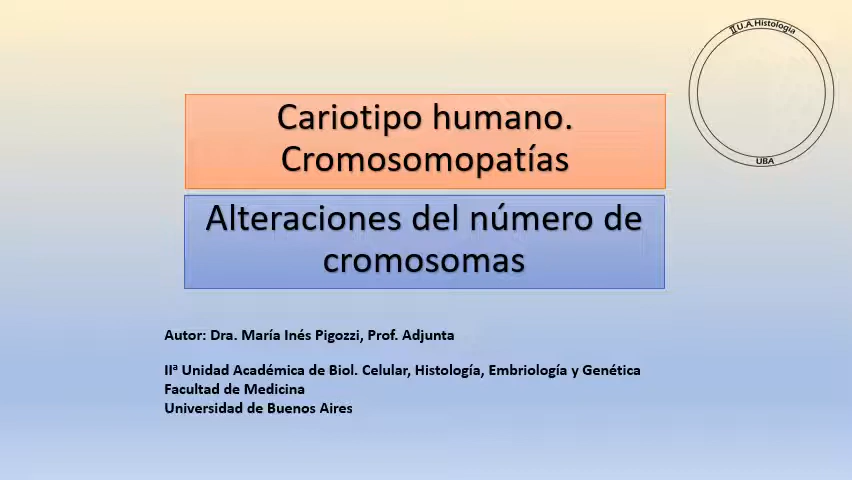 II U.A. Histología
UBA
Cariotipo humano.
Cromosomopatías
Alteraciones del número de
cromosomas
Autor: Dra. María Inés Pigozzi, Prof. Adjunta
IIª Unidad Académica de Biol. Celular, Histología, Embriología y Genética
Facultad de Medicina
Universidad de Buenos Aires